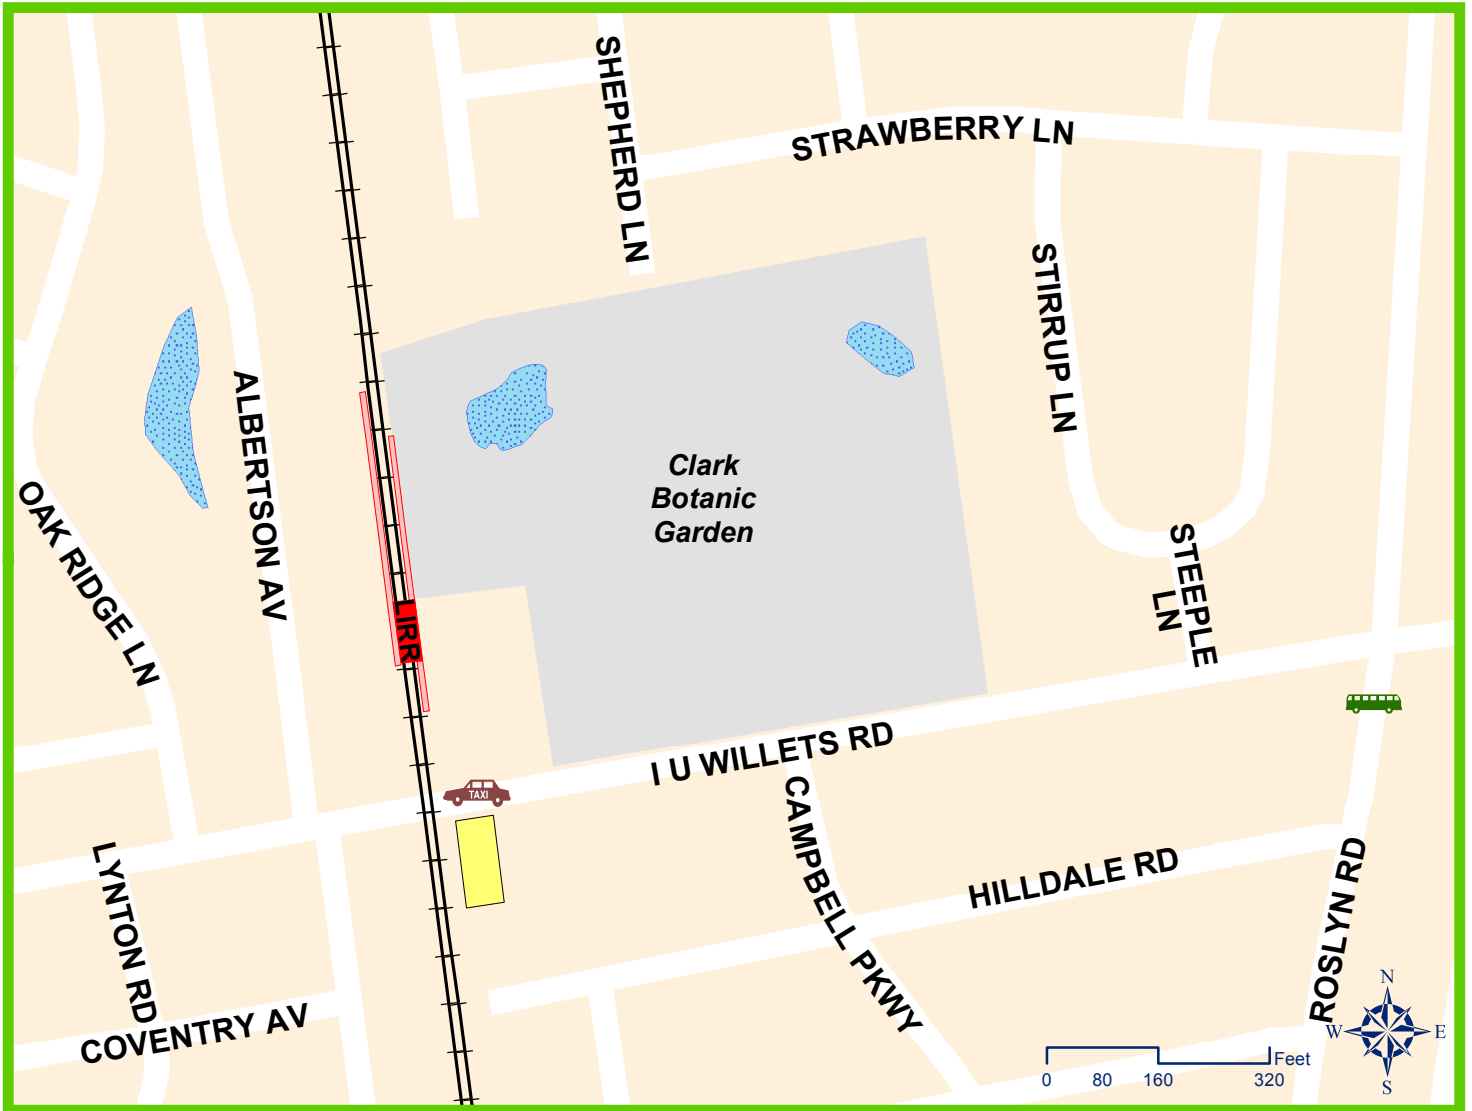 SHEPHERD LN
STRAWBERRY LN
STIRRUP LN
ALBERTSON AV
Clark
Botanic
Garden
OAK RIDGE LN
STEEPLE
LN
LIRR
I U WILLETS RD
TAXI
CAMPBELL PKWY
HILLDALE RD
ROSLYN RD
LYNTON RD
COVENTRY AV
N
W E
S
Feet
0 80 160 320